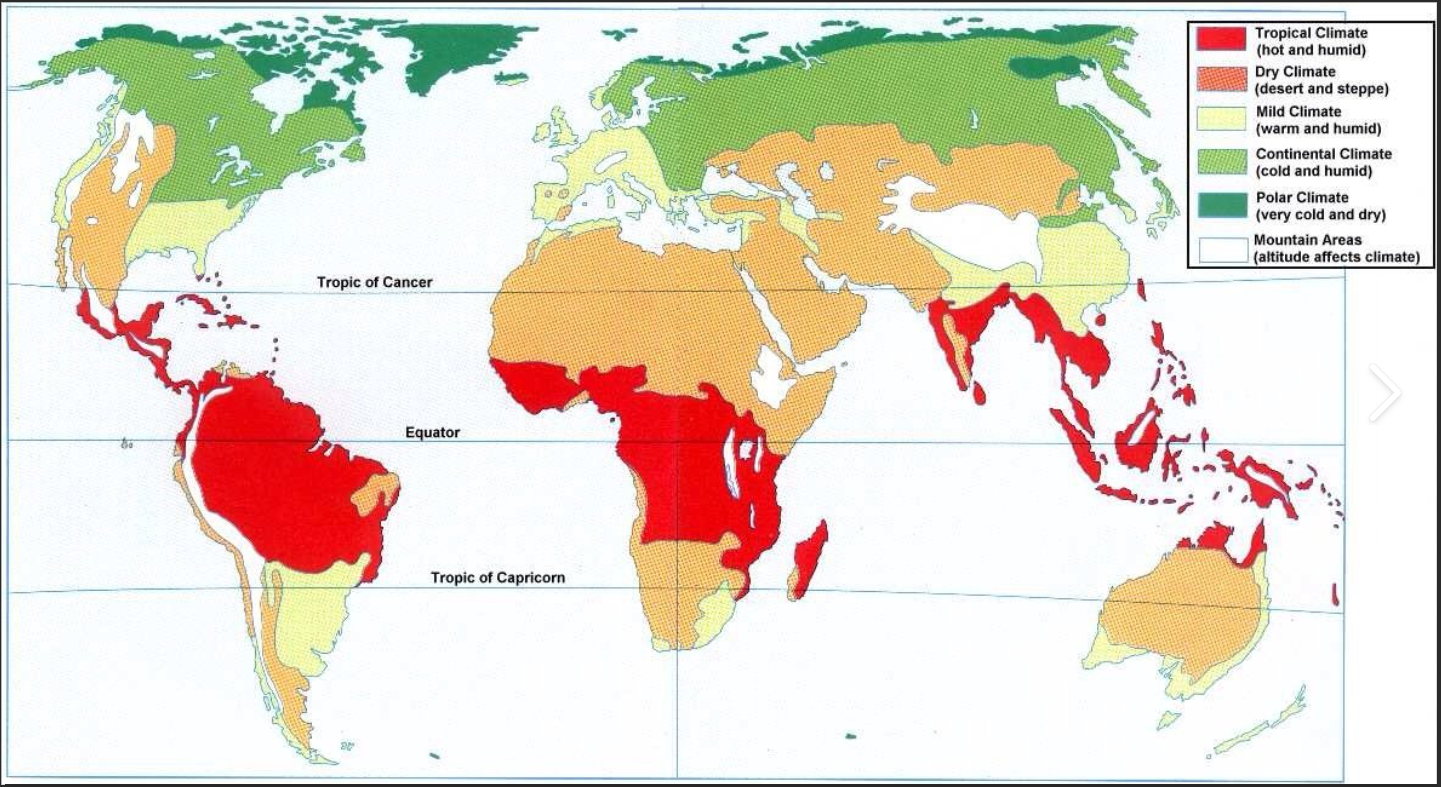 Tropical Climate
(hot and humid)
Dry Climate
(desert and steppe)
Mild Climate
(warm and humid)
Continental Climate
(cold and humid)
Polar Climate
(very cold and dry)
Mountain Areas
(altitude affects climate)
Tropic of Cancer
Equator
Tropic of Capricorn